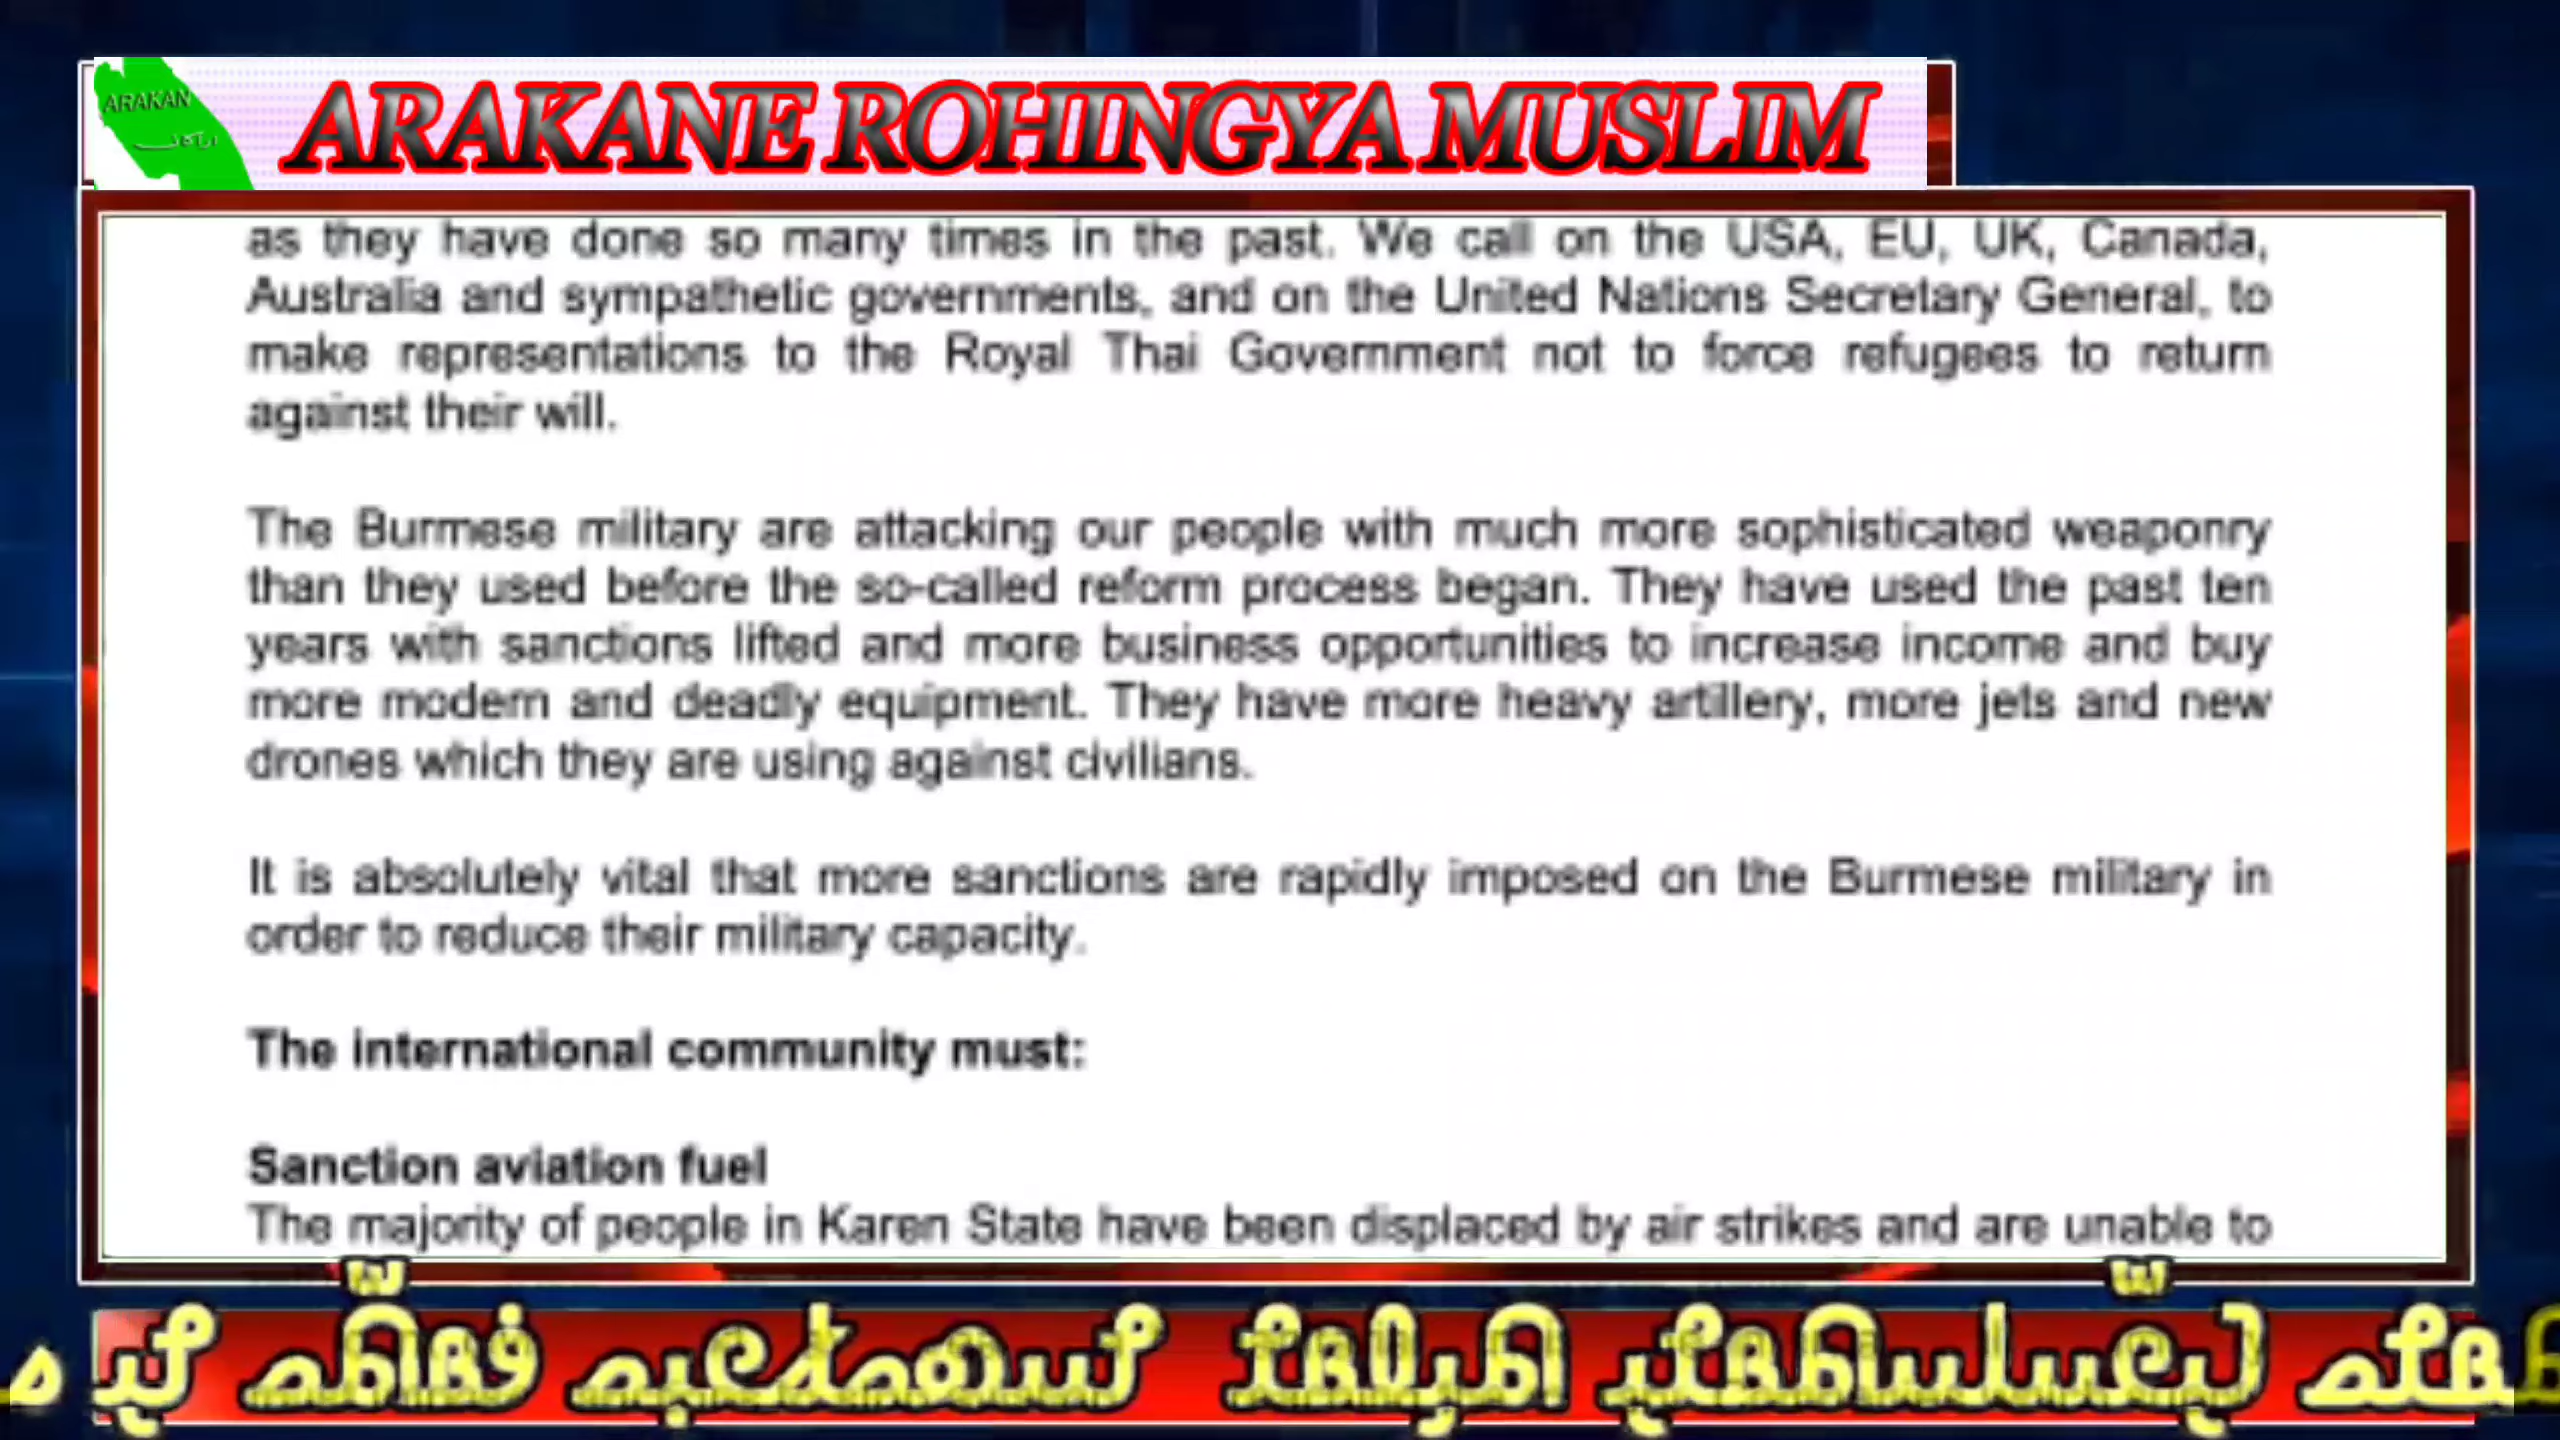 ARAKAN
اراكان
ARAKANE ROHINGYA MUSLIM
as they have done so many times in the past. We call on the USA, EU, UK, Canada,
Australia and sympathetic governments, and on the United Nations Secretary General, to
make representations to the Royal Thai Government not to force refugees to return
against their will.
The Burmese military are attacking our people with much more sophisticated weaponry
than they used before the so-called reform process began. They have used the past ten
years with sanctions lifted and more business opportunities to increase income and buy
more modern and deadly equipment. They have more heavy artillery, more jets and new
drones which they are using against civilians.
It is absolutely vital that more sanctions are rapidly imposed on the Burmese military in
order to reduce their military capacity.
The international community must:
Sanction aviation fuel
The majority of people in Karen State have been displaced by air strikes and are unable to